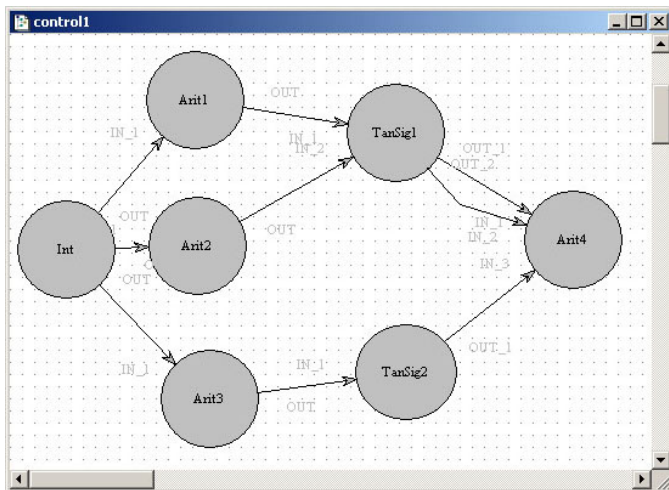 control1
Arit1
OUT
IN_1
IN_1
IN_2
TanSig1
OUT_1
OUT_2
OUT
Int
Arit2
OUT
IN_1
IN_2
Arit4
OUT
IN_3
IN_1
Arit3
IN_1
OUT
TanSig2
OUT_1